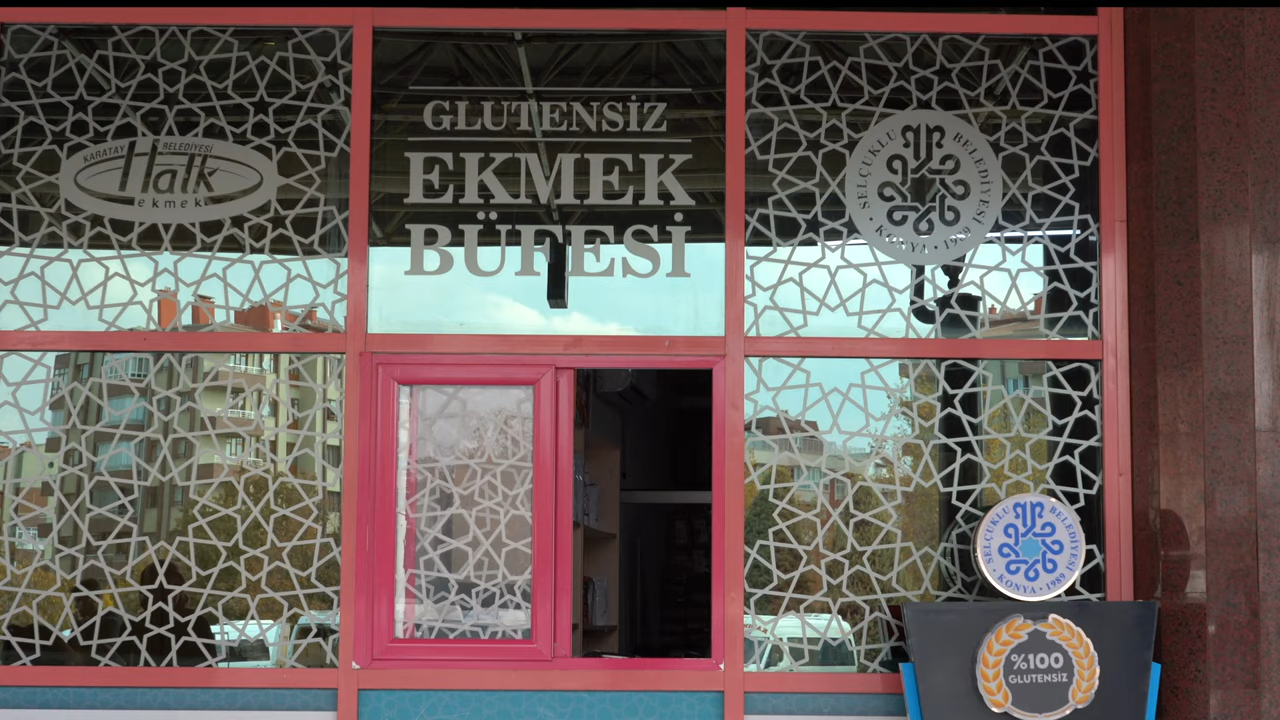 GLUTENSİZ
EKMEK
BÜFESİ
KARATAY BELEDİYESİ
Halk
ekmek
SELÇUKLU BELEDİYESİ
• KONYA • 1989
SELÇUKLU BELEDİYESİ
• KONYA • 1989
%100
GLUTENSİZ